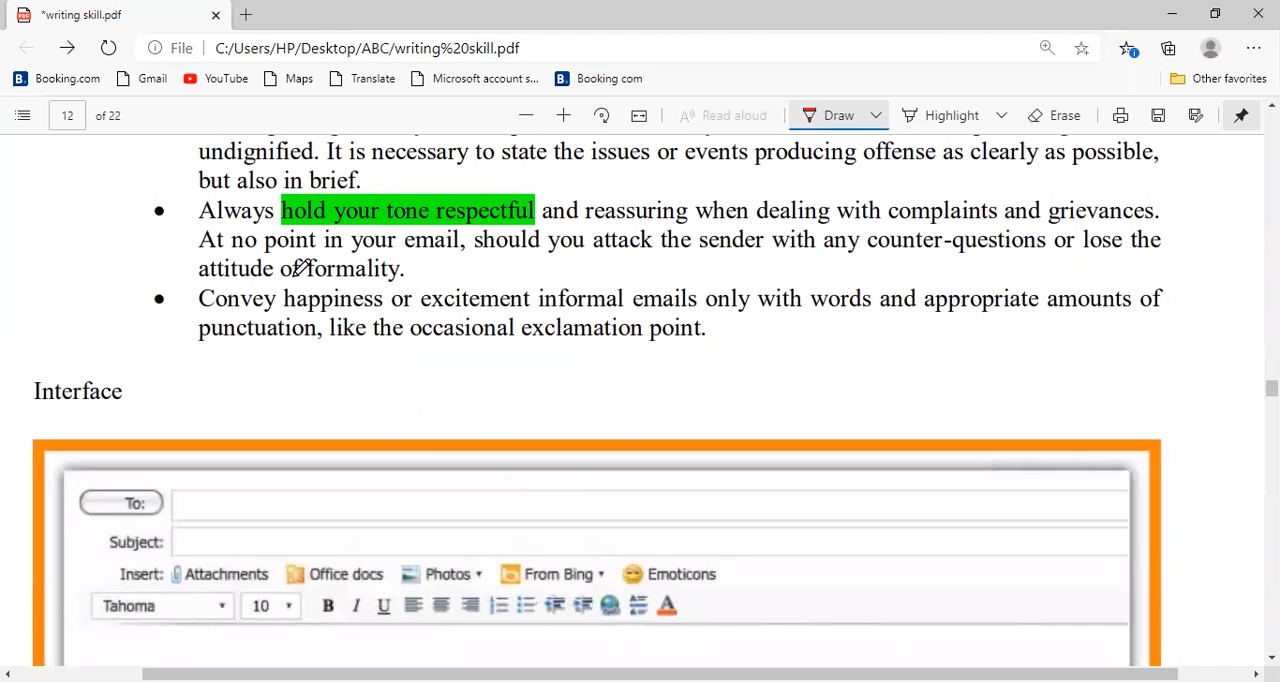 *writing skill.pdf
File | C:/Users/HP/Desktop/ABC/writing%20skill.pdf
Booking.com Gmail YouTube Maps Translate Microsoft account s... Booking com Other favorites
12 of 22 Read aloud Draw Highlight Erase
undignified. It is necessary to state the issues or events producing offense as clearly as possible,
but also in brief.
• Always hold your tone respectful and reassuring when dealing with complaints and grievances.
At no point in your email, should you attack the sender with any counter-questions or lose the
attitude of formality.
• Convey happiness or excitement informal emails only with words and appropriate amounts of
punctuation, like the occasional exclamation point.
Interface
To:
Subject:
Insert: Attachments Office docs Photos From Bing Emoticons
Tahoma 10 B I U A